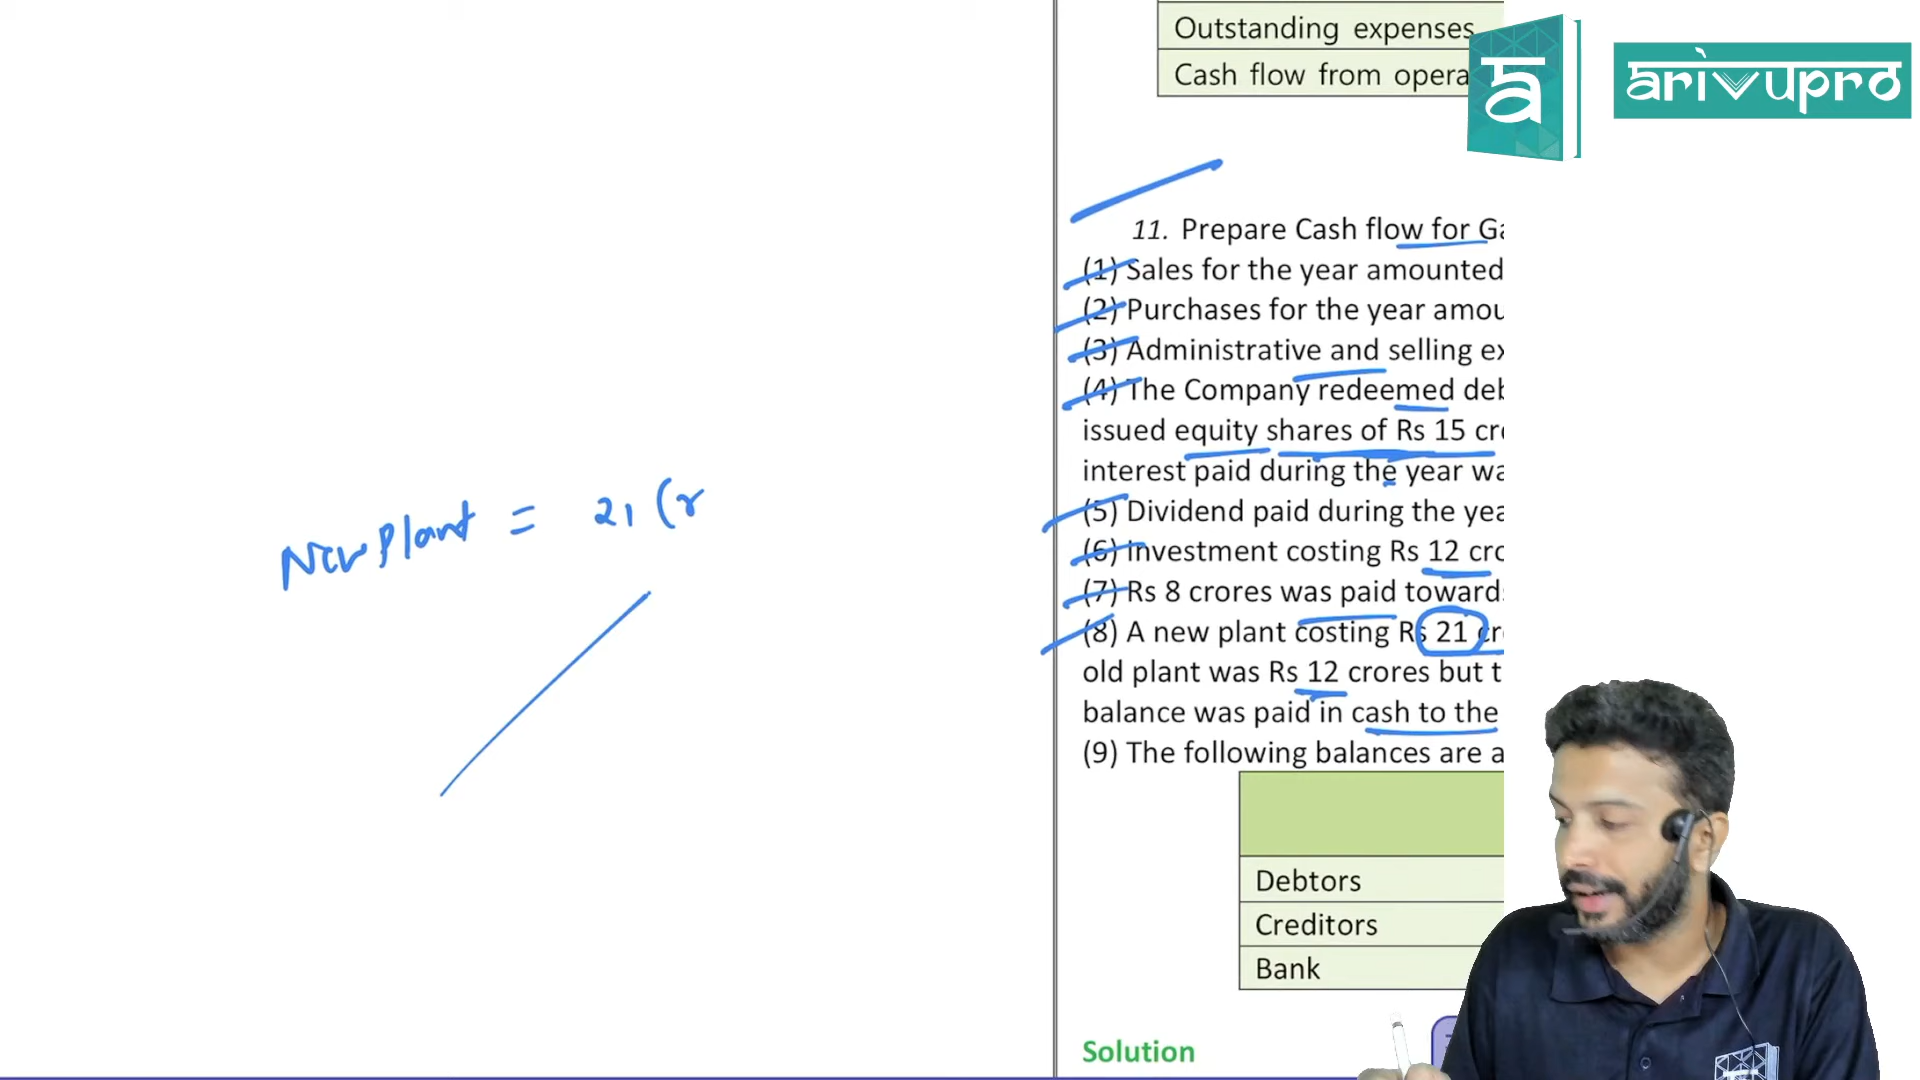 Outstanding expenses
Cash flow from opera
arivupro
11. Prepare Cash flow for Ga
(1) Sales for the year amounted
(2) Purchases for the year amou
(3) Administrative and selling ex
(4) The Company redeemed deb
issued equity shares of Rs 15 cr
interest paid during the year wa
(5) Dividend paid during the yea
(6) Investment costing Rs 12 cro
(7) Rs 8 crores was paid toward
(8) A new plant costing Rs 21 cr
old plant was Rs 12 crores but t
balance was paid in cash to the
(9) The following balances are a
Debtors
Creditors
Bank
Solution
New Plant = 21 (r